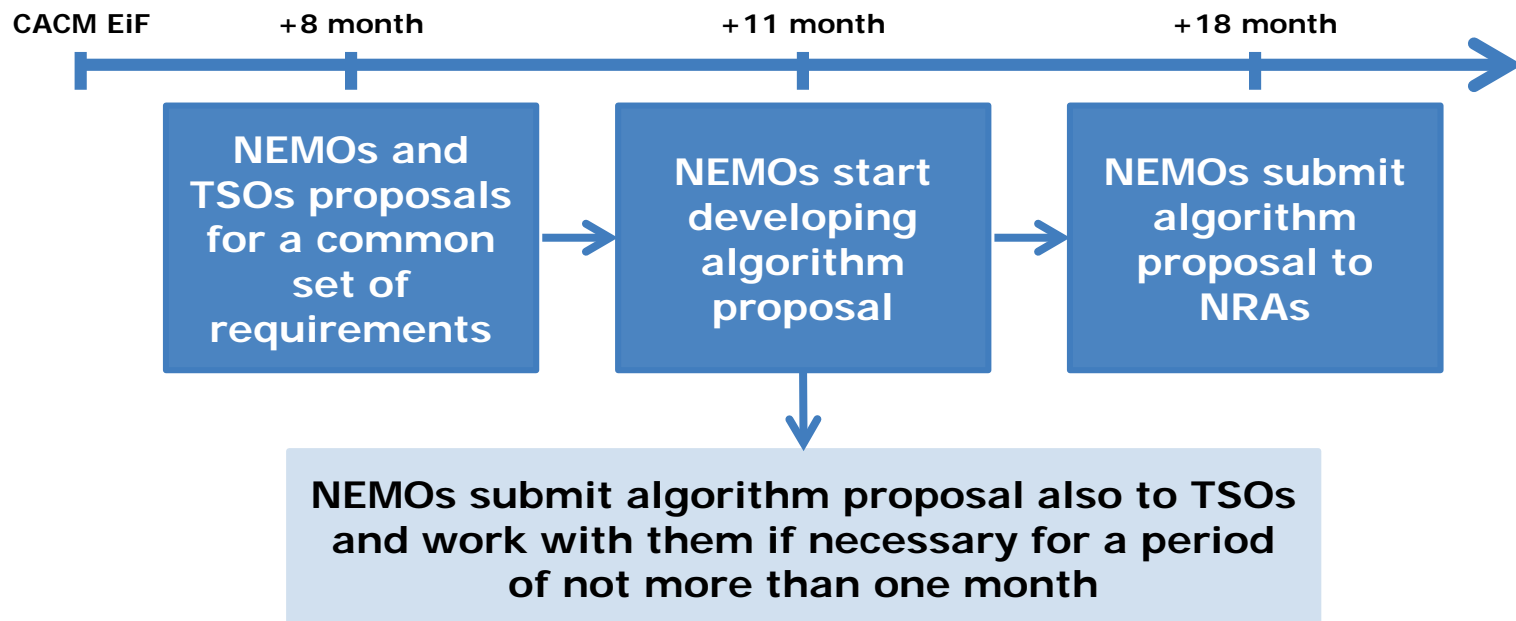 CACM EiF +8 month +11 month +18 month
NEMOs and
TSOs proposals
for a common
set of
requirements
NEMOs start
developing
algorithm
proposal
NEMOs submit
algorithm
proposal to
NRAs
NEMOs submit algorithm proposal also to TSOs
and work with them if necessary for a period
of not more than one month